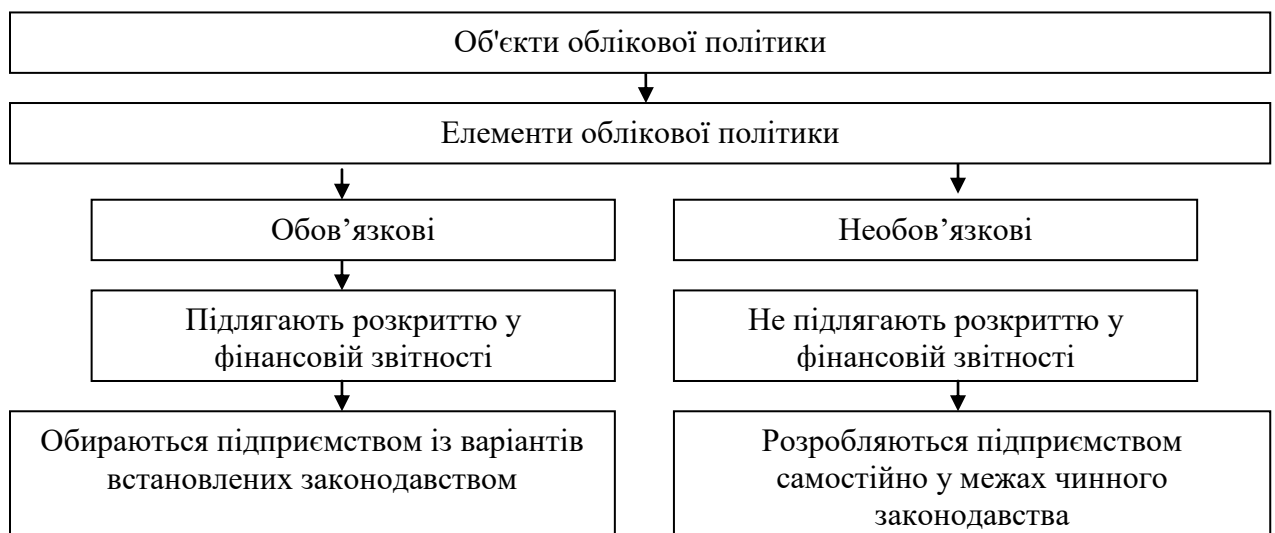 Об'єкти облікової політики
Елементи облікової політики
Обов’язкові
Необов’язкові
Підлягають розкриттю у
фінансовій звітності
Не підлягають розкриттю у
фінансовій звітності
Обираються підприємством із варіантів
встановлених законодавством
Розробляються підприємством
самостійно у межах чинного
законодавства